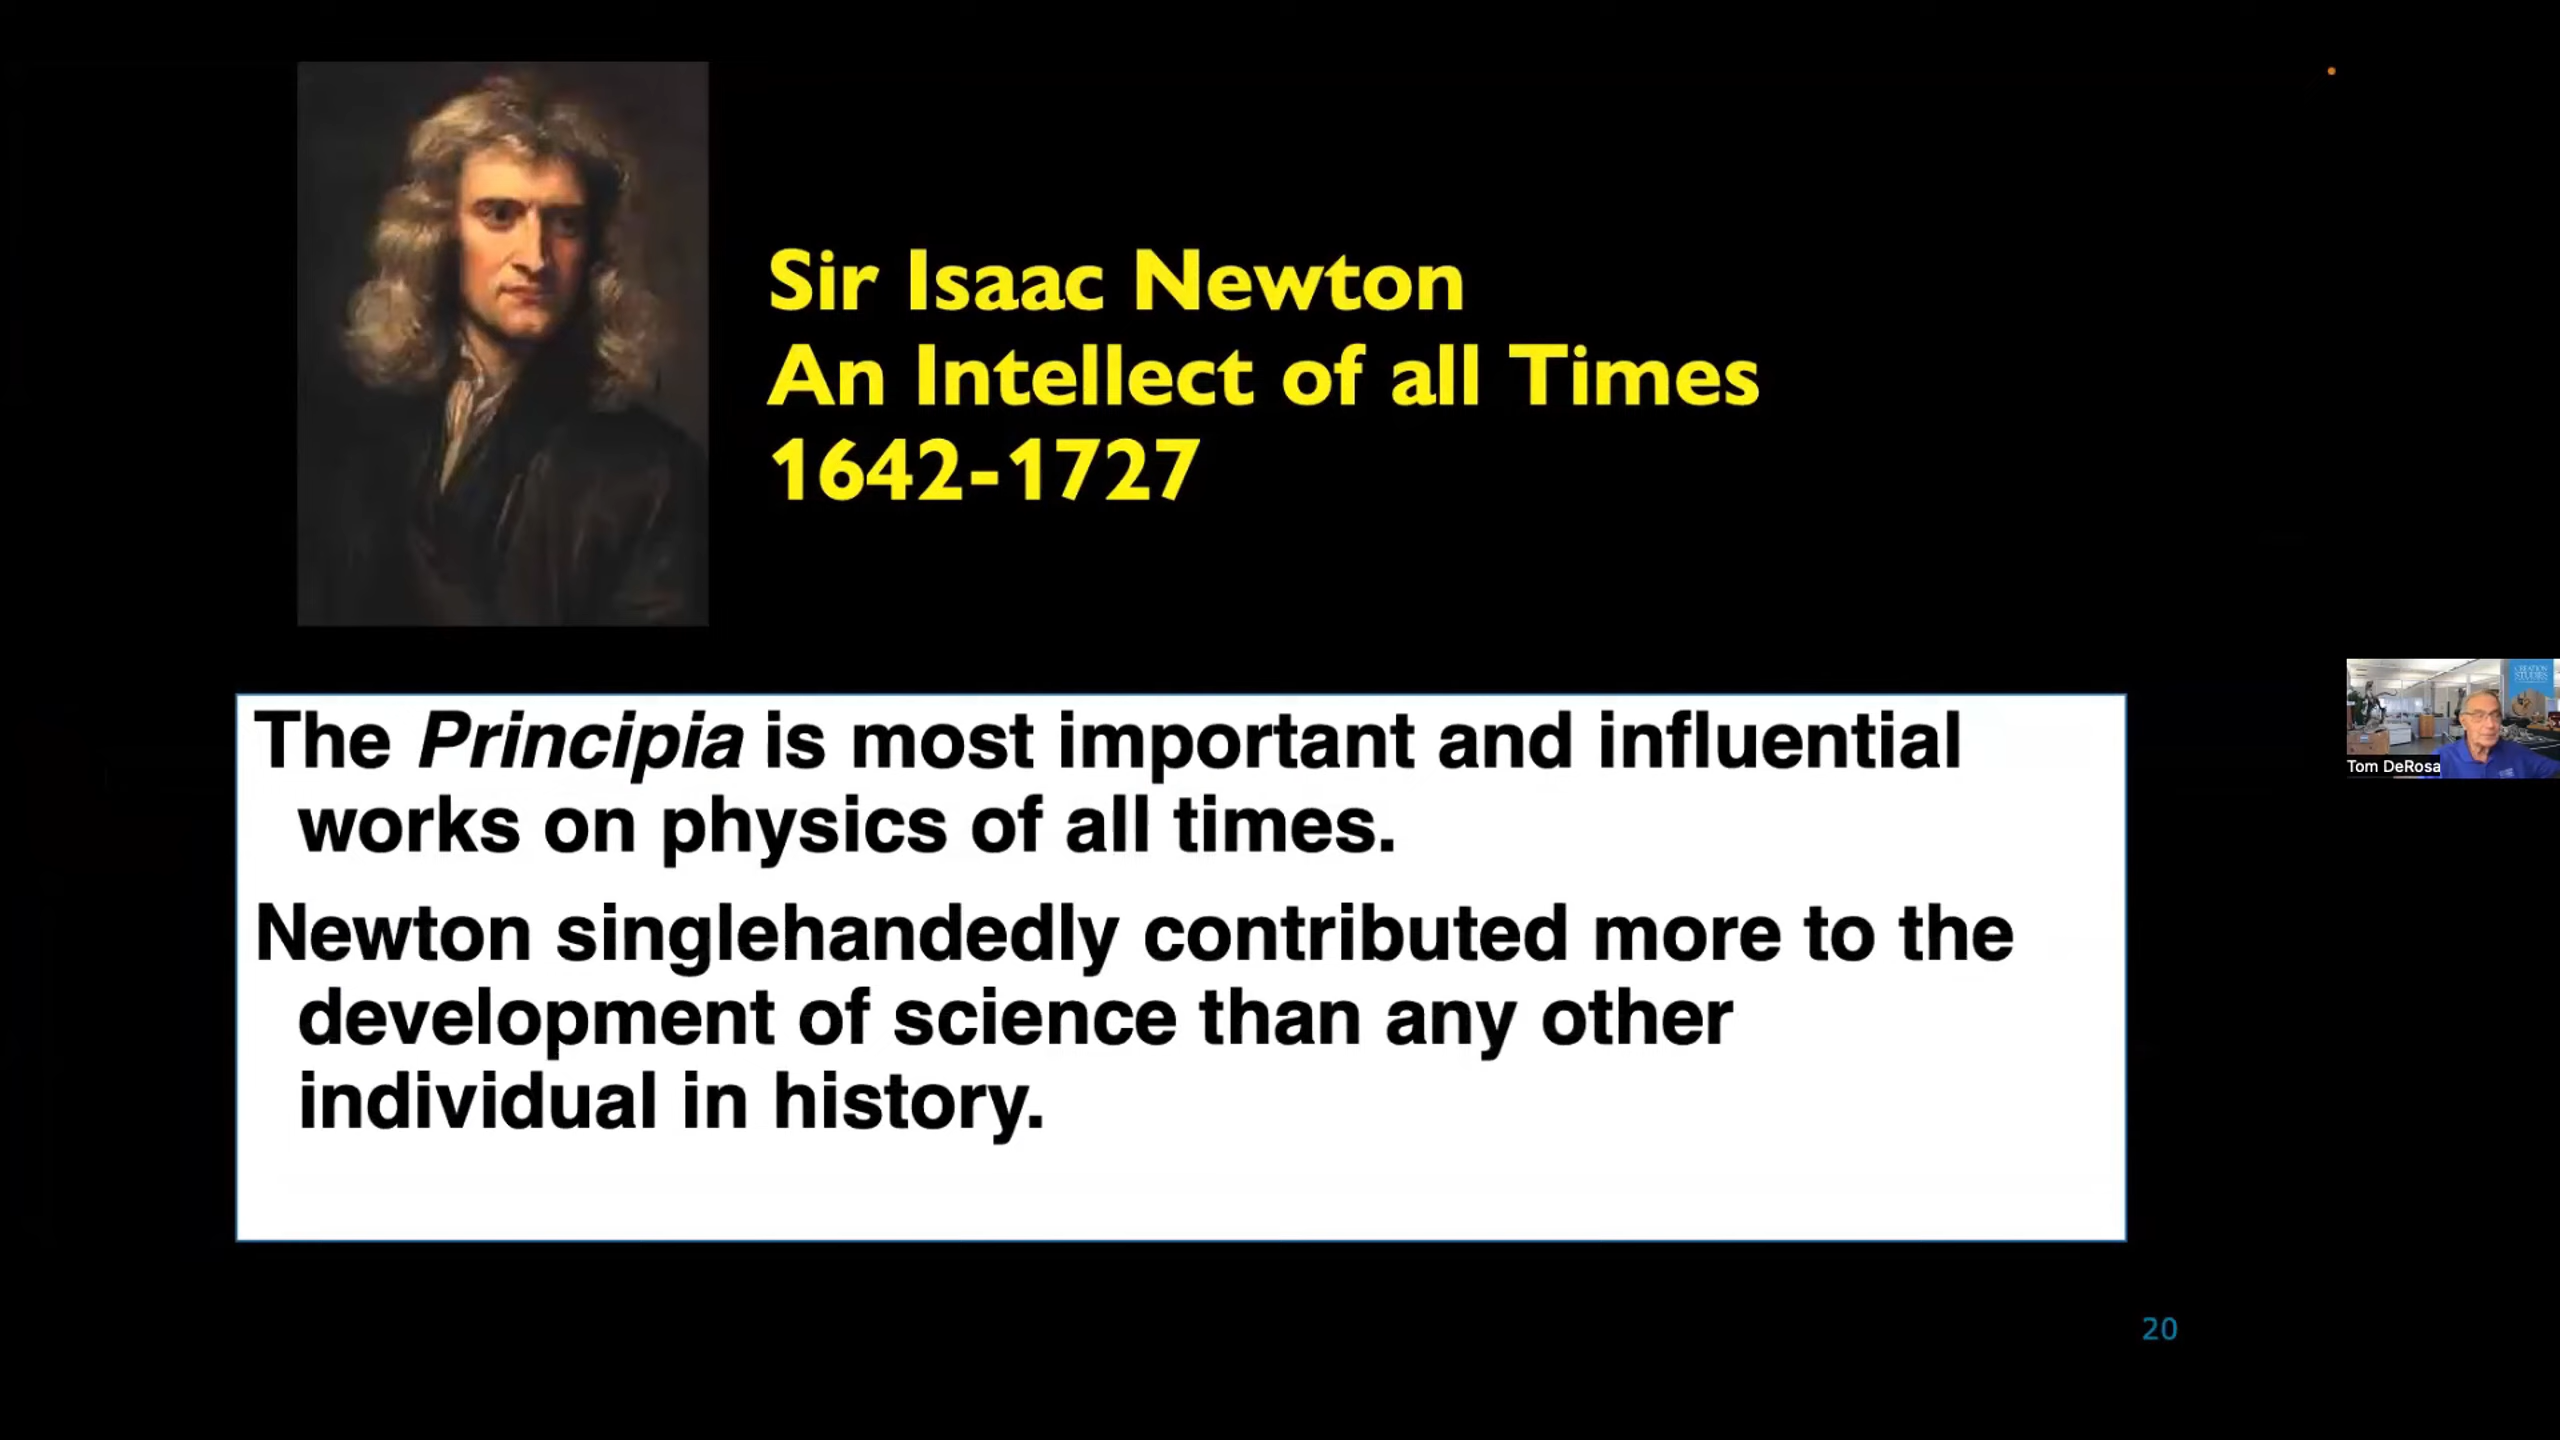 Sir Isaac Newton
An Intellect of all Times
1642-1727
The Principia is most important and influential
works on physics of all times.
Newton singlehandedly contributed more to the
development of science than any other
individual in history.
CREATION
STUDIES
Tom DeRosa
20